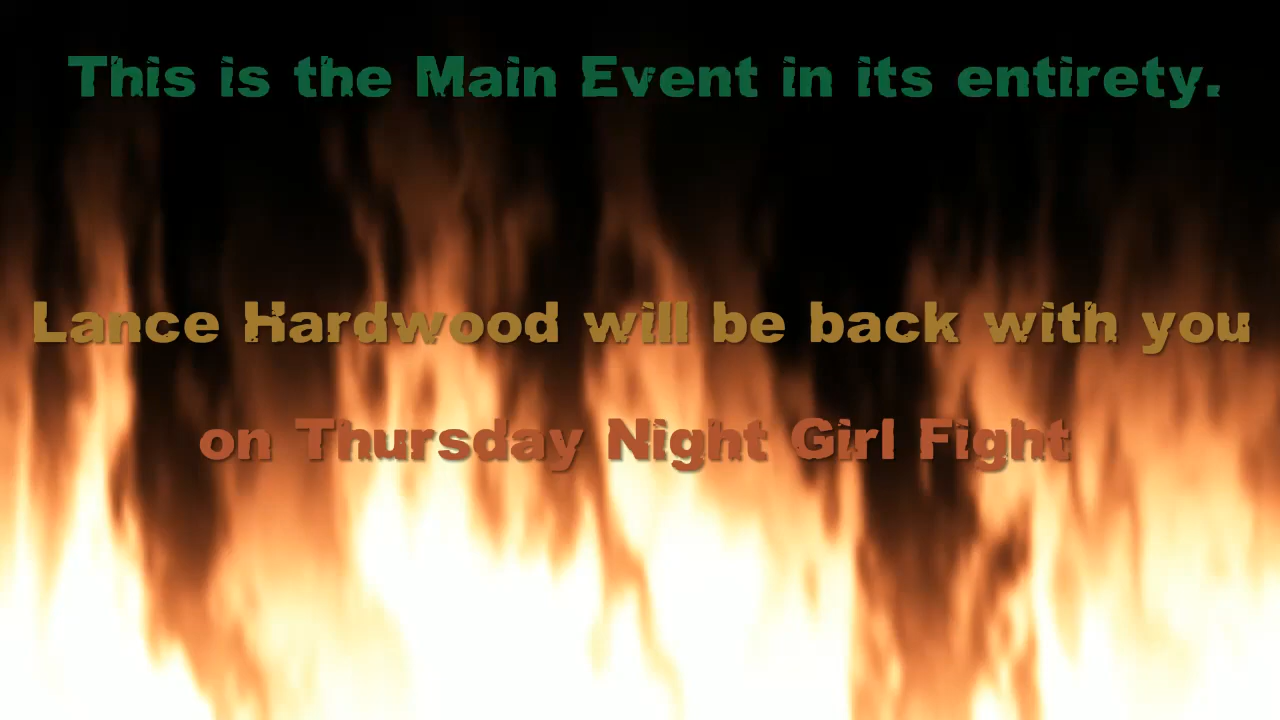 This is the Main Event in its entirety.
Lance Hardwood will be back with you
on Thursday Night Girl Fight